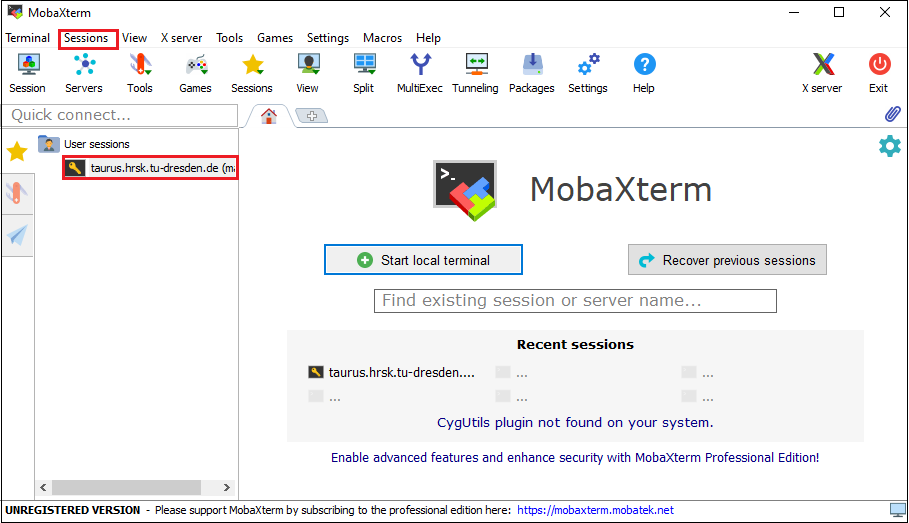 MobaXterm
Terminal Sessions View X server Tools Games Settings Macros Help
Session Servers Tools Games Sessions View Split MultiExec Tunneling Packages Settings Help X server Exit
Quick connect...
User sessions
taurus.hrsk.tu-dresden.de (ma
>_
MobaXterm
Start local terminal
Recover previous sessions
Find existing session or server name...
Recent sessions
taurus.hrsk.tu-dresden.... ... ...
... ... ...
CygUtils plugin not found on your system.
Enable advanced features and enhance security with MobaXterm Professional Edition!
UNREGISTERED VERSION - Please support MobaXterm by subscribing to the professional edition here: https://mobaxterm.mobatek.net